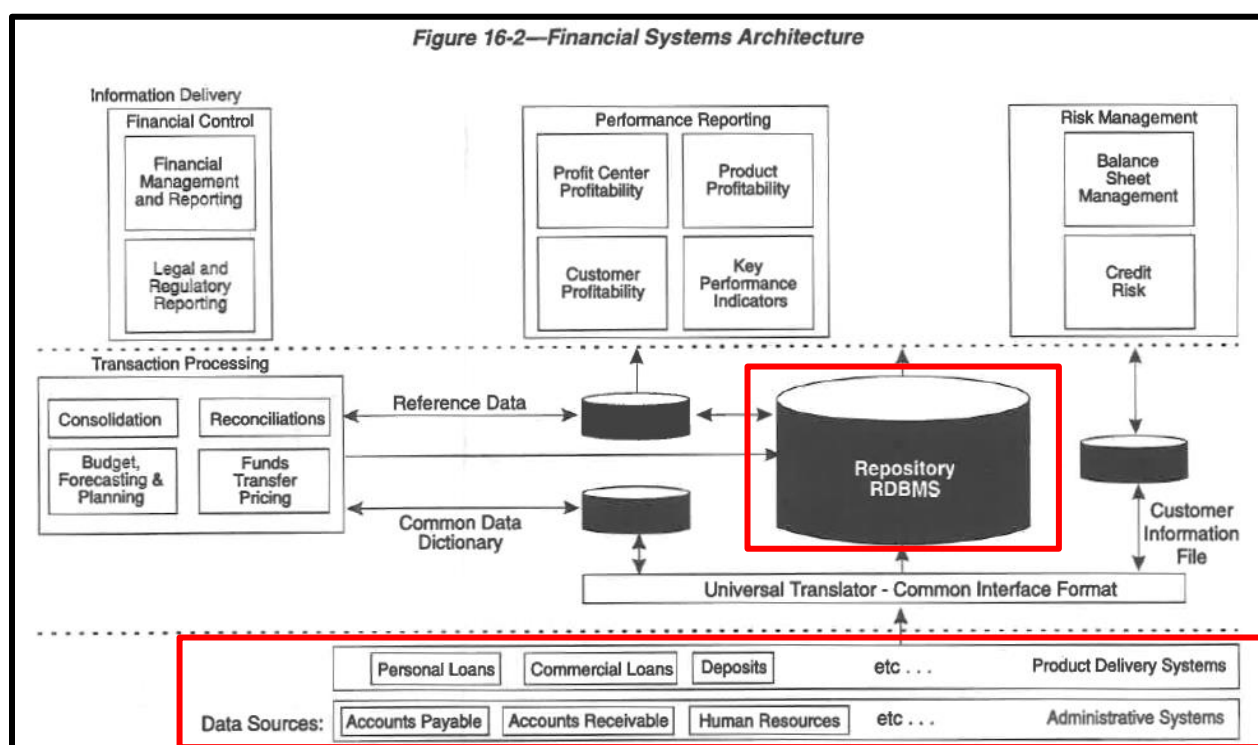 Figure 16-2—Financial Systems Architecture
Information Delivery
Financial Control
Financial
Management
and Reporting
Legal and
Regulatory
Reporting
Performance Reporting
Profit Center
Profitability
Product
Profitability
Customer
Profitability
Key
Performance
Indicators
Risk Management
Balance
Sheet
Management
Credit
Risk
Transaction Processing
Consolidation
Reconciliations
Budget,
Forecasting &
Planning
Funds
Transfer
Pricing
Reference Data
Common Data
Dictionary
Repository
RDBMS
Customer
Information
File
Universal Translator - Common Interface Format
Personal Loans
Commercial Loans
Deposits
etc . . .
Product Delivery Systems
Data Sources:
Accounts Payable
Accounts Receivable
Human Resources
etc . . .
Administrative Systems